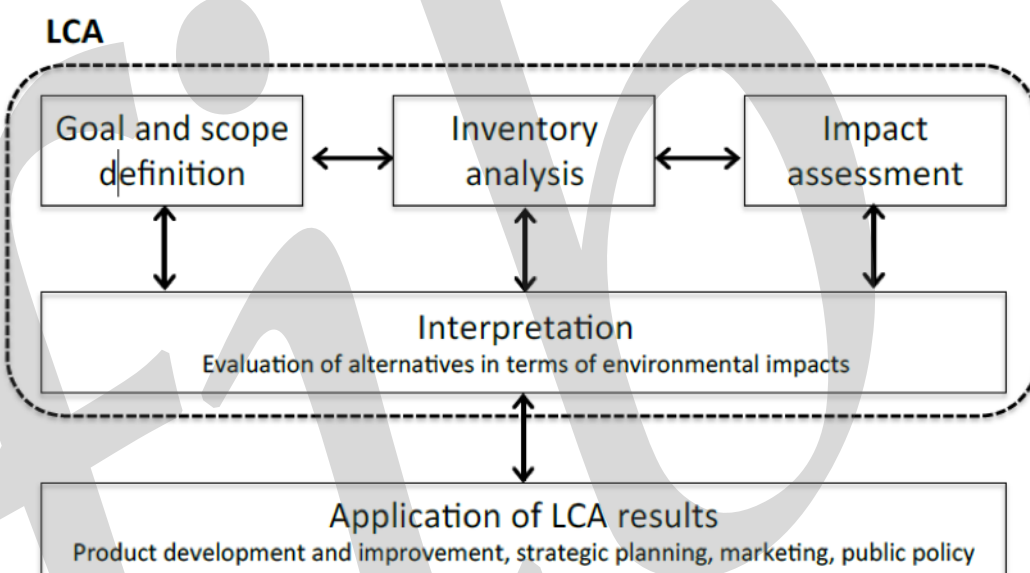 LCA
Goal and scope
definition
Inventory
analysis
Impact
assessment
Interpretation
Evaluation of alternatives in terms of environmental impacts
Application of LCA results
Product development and improvement, strategic planning, marketing, public policy